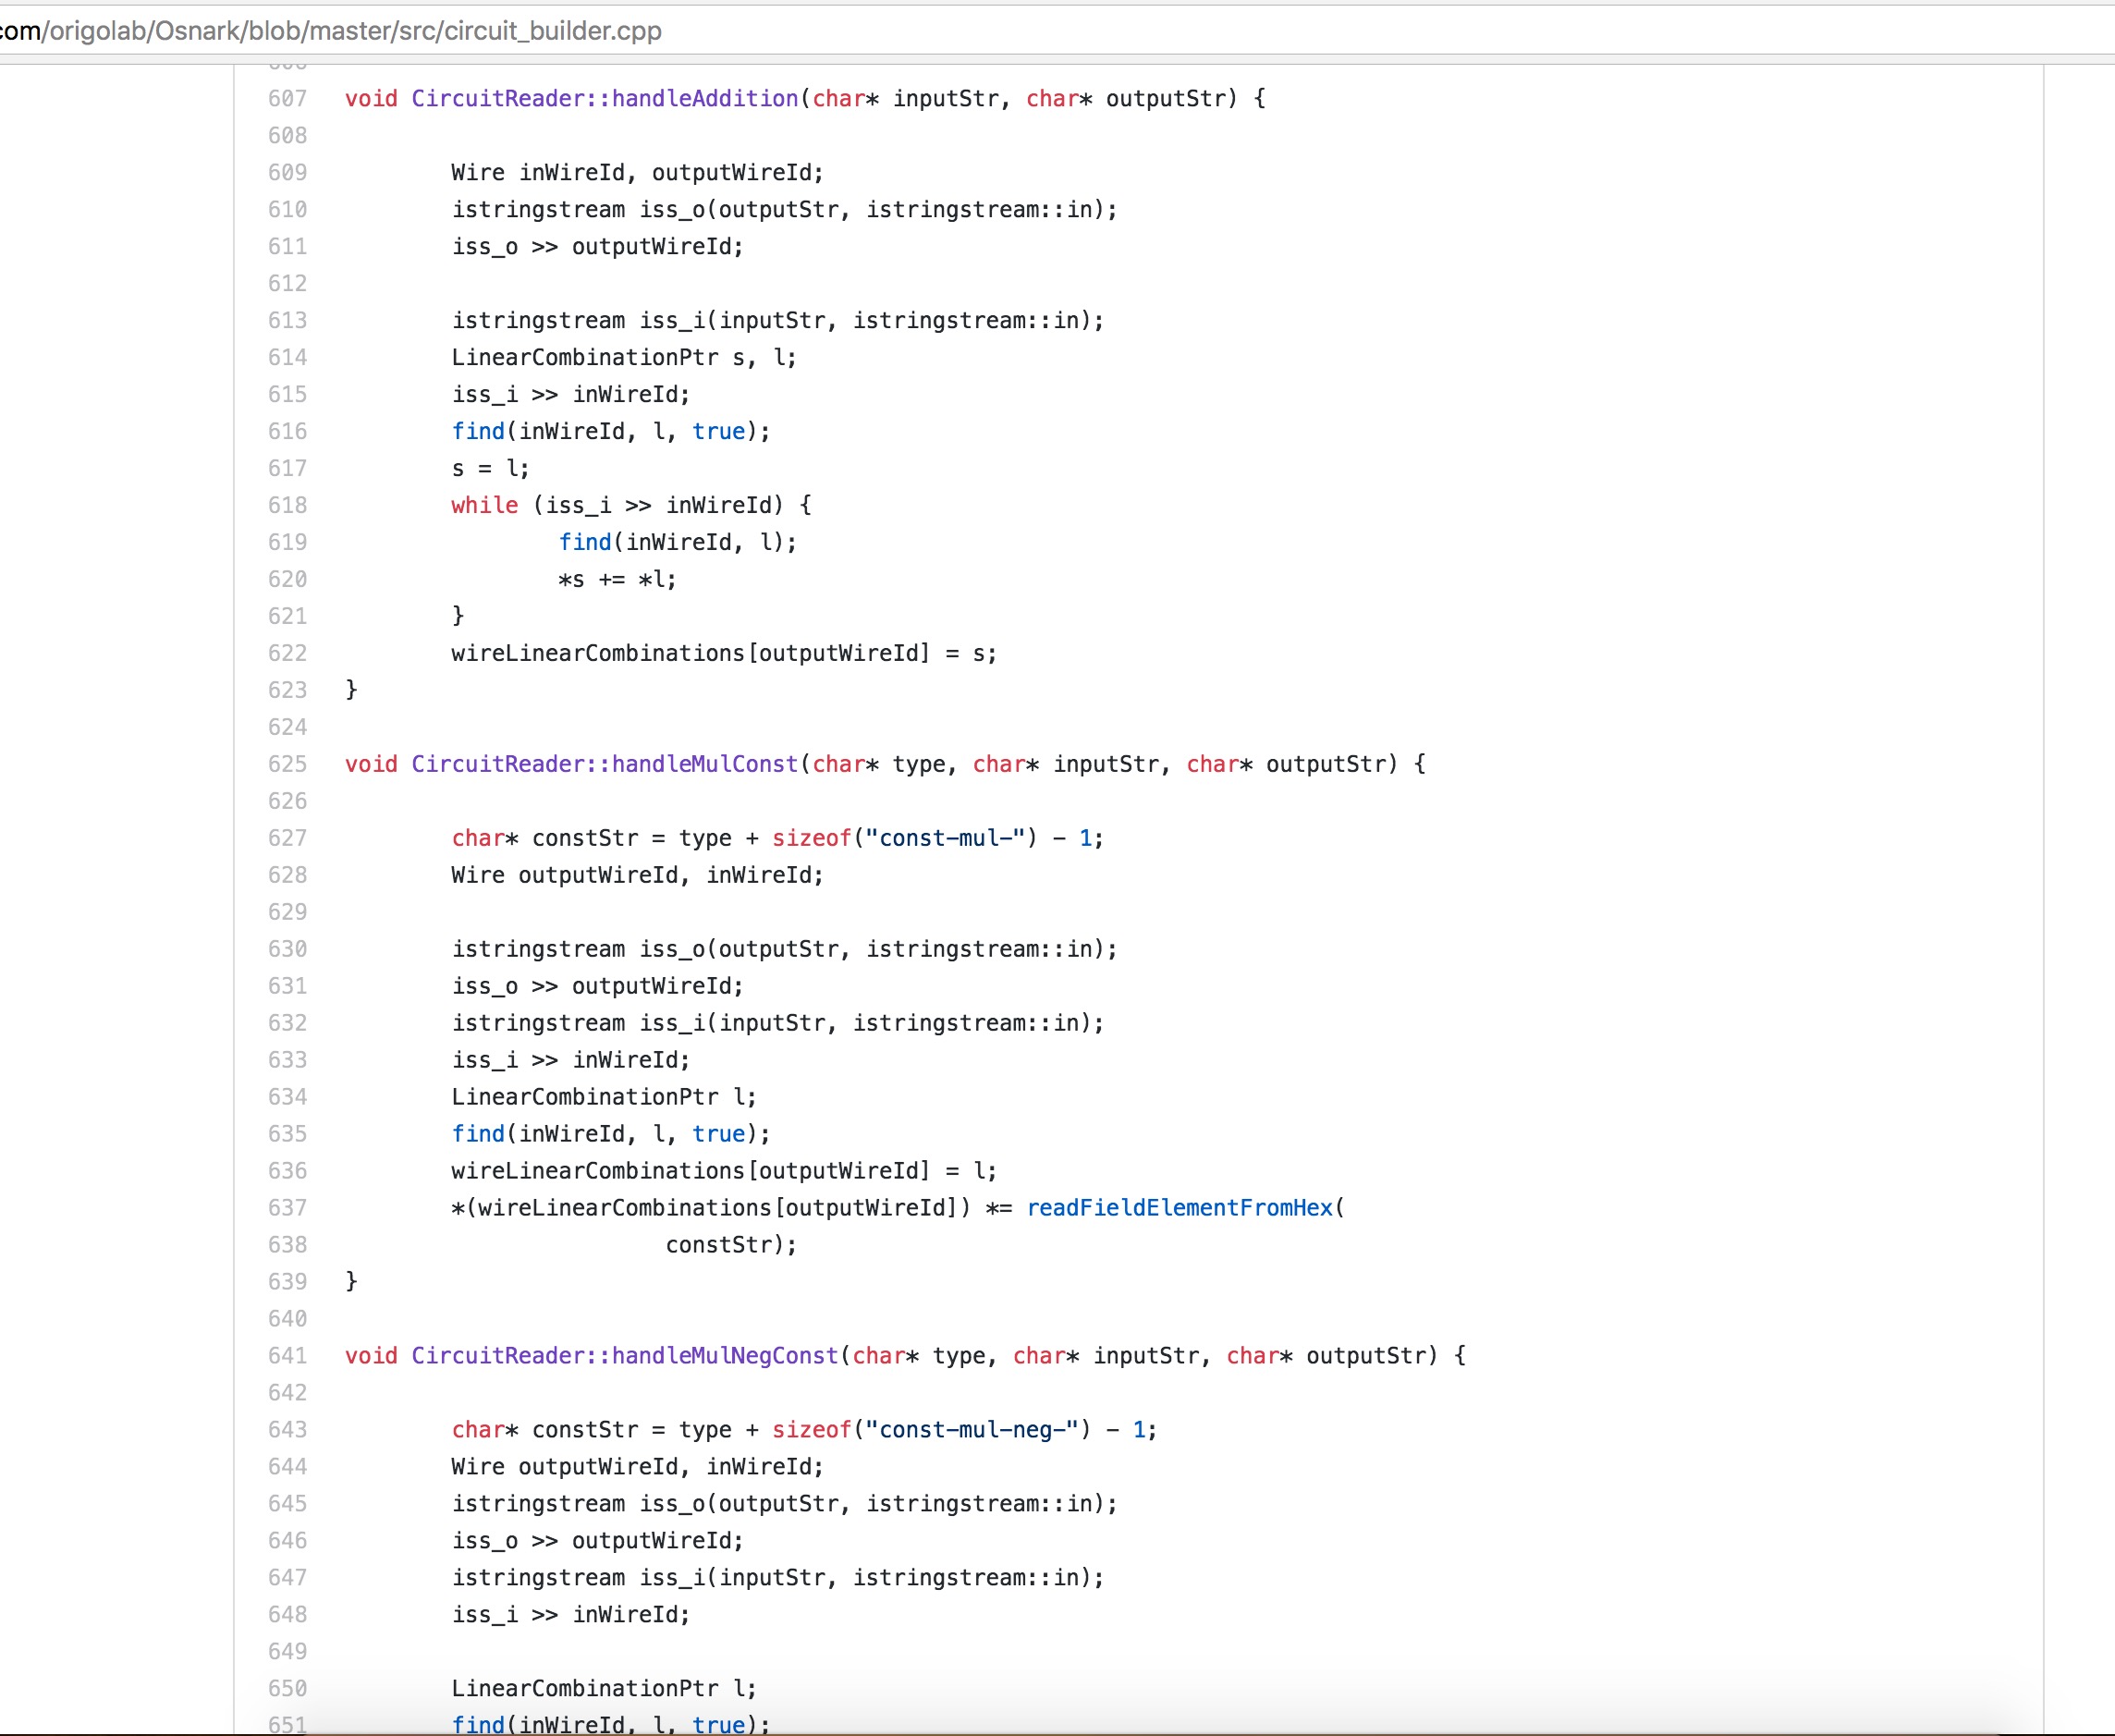 com/origolab/Osnark/blob/master/src/circuit_builder.cpp
606
607 void CircuitReader::handleAddition(char* inputStr, char* outputStr) {
608
609 Wire inWireId, outputWireId;
610 istringstream iss_o(outputStr, istringstream::in);
611 iss_o >> outputWireId;
612
613 istringstream iss_i(inputStr, istringstream::in);
614 LinearCombinationPtr s, l;
615 iss_i >> inWireId;
616 find(inWireId, l, true);
617 s = l;
618 while (iss_i >> inWireId) {
619 find(inWireId, l);
620 *s += *l;
621 }
622 wireLinearCombinations[outputWireId] = s;
623 }
624
625 void CircuitReader::handleMulConst(char* type, char* inputStr, char* outputStr) {
626
627 char* constStr = type + sizeof("const-mul-") - 1;
628 Wire outputWireId, inWireId;
629
630 istringstream iss_o(outputStr, istringstream::in);
631 iss_o >> outputWireId;
632 istringstream iss_i(inputStr, istringstream::in);
633 iss_i >> inWireId;
634 LinearCombinationPtr l;
635 find(inWireId, l, true);
636 wireLinearCombinations[outputWireId] = l;
637 *(wireLinearCombinations[outputWireId]) *= readFieldElementFromHex(
638 constStr);
639 }
640
641 void CircuitReader::handleMulNegConst(char* type, char* inputStr, char* outputStr) {
642
643 char* constStr = type + sizeof("const-mul-neg-") - 1;
644 Wire outputWireId, inWireId;
645 istringstream iss_o(outputStr, istringstream::in);
646 iss_o >> outputWireId;
647 istringstream iss_i(inputStr, istringstream::in);
648 iss_i >> inWireId;
649
650 LinearCombinationPtr l;
651 find(inWireId, l, true);